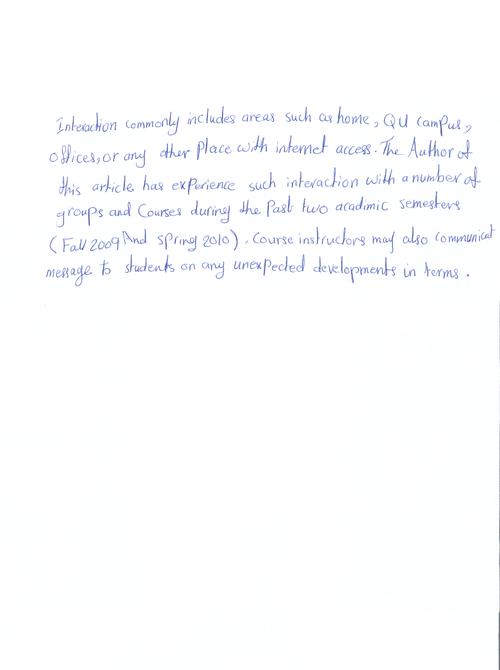 Interaction commonly includes areas such as home, QU campus,
offices, or any other Place with internet access. The Author of
this article has experience such interaction with a number of
groups and Courses during the Past two acadimic semesters
(Fall 2009 And spring 2010). Course instructors may also communicat
message to students on any unexpected developments in terms.